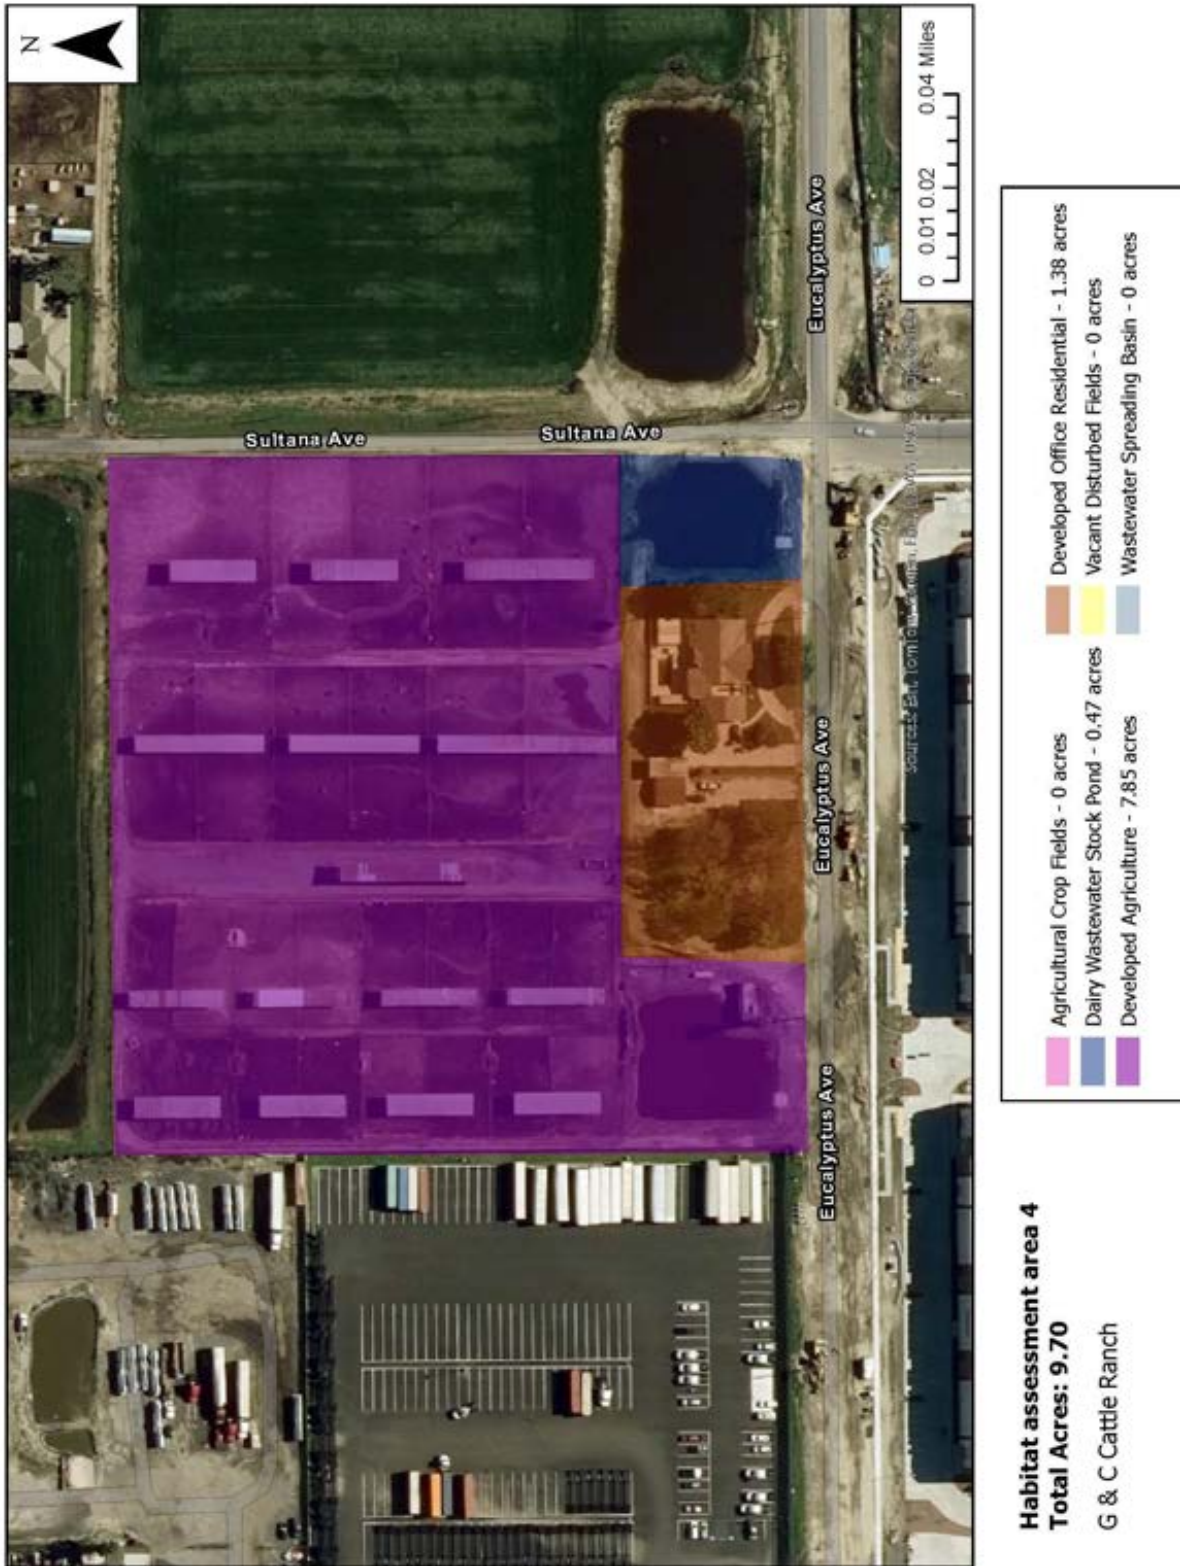 N
Sultana Ave
Sultana Ave
Eucalyptus Ave
Eucalyptus Ave
Eucalyptus Ave
0 0.01 0.02 0.04 Miles
Habitat assessment area 4
Total Acres: 9.70
G & C Cattle Ranch
Agricultural Crop Fields - 0 acres
Dairy Wastewater Stock Pond - 0.47 acres
Developed Agriculture - 7.85 acres
Developed Office Residential - 1.38 acres
Vacant Disturbed Fields - 0 acres
Wastewater Spreading Basin - 0 acres